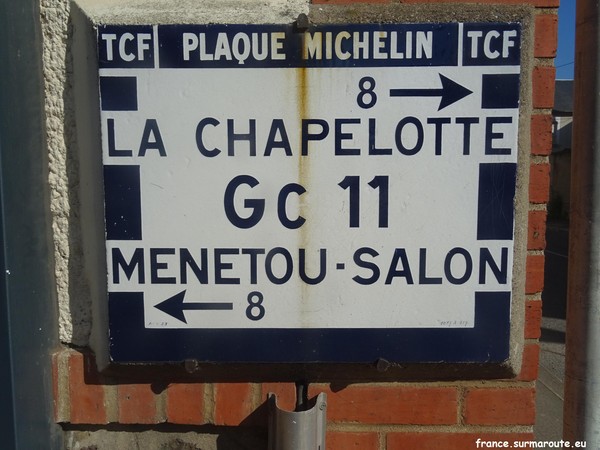 TCF PLAQUE MICHELIN TCF
8
LA CHAPELOTTE
Gc 11
MENETOU-SALON
8
france.surmaroute.eu